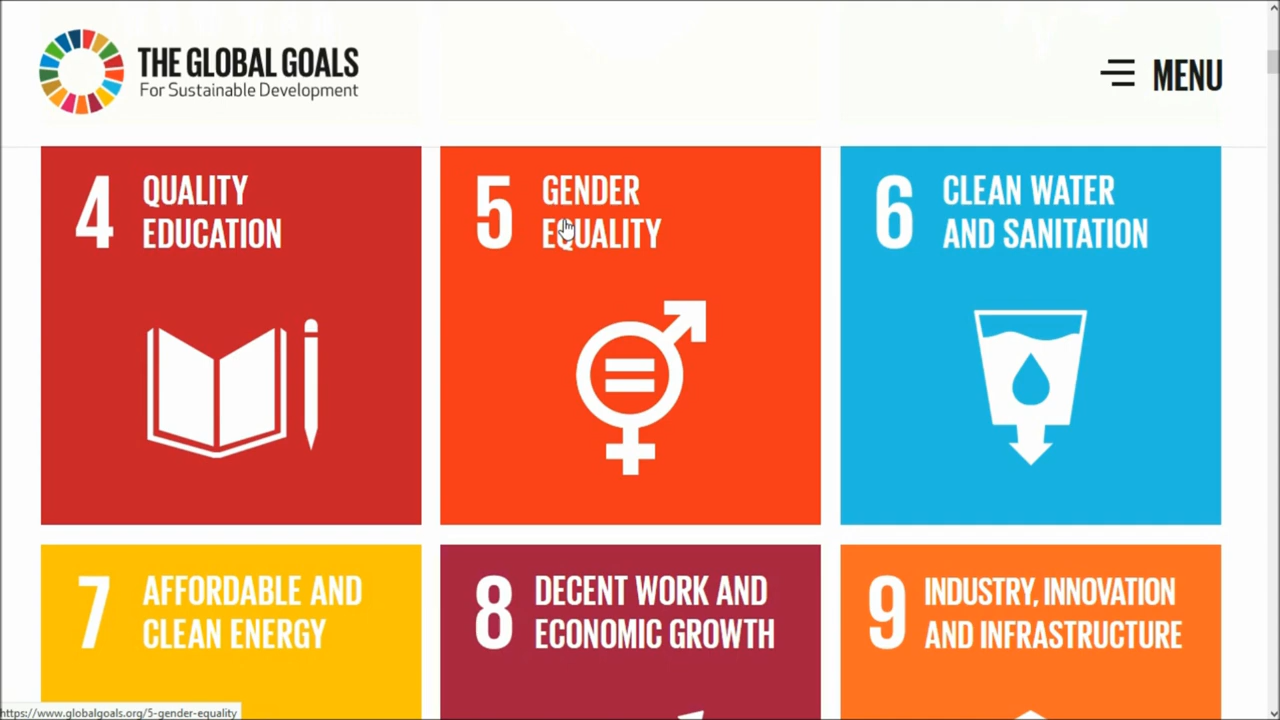 THE GLOBAL GOALS
For Sustainable Development
MENU
4 QUALITY
EDUCATION
5 GENDER
EQUALITY
6 CLEAN WATER
AND SANITATION
7 AFFORDABLE AND
CLEAN ENERGY
8 DECENT WORK AND
ECONOMIC GROWTH
9 INDUSTRY, INNOVATION
AND INFRASTRUCTURE
https://www.globalgoals.org/5-gender-equality